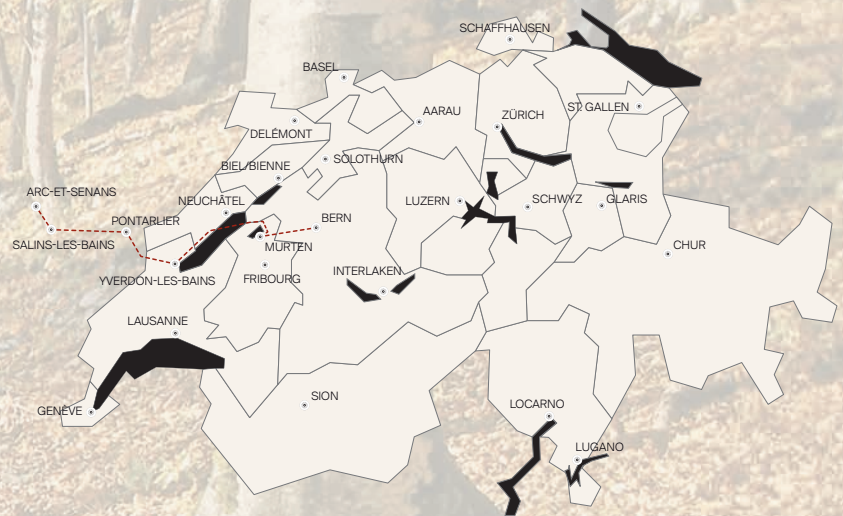 SCHAFFHAUSEN
BASEL
AARAU
ZÜRICH
ST. GALLEN
DELÉMONT
BIEL/BIENNE
SOLOTHURN
ARC-ET-SENANS
NEUCHÂTEL
LUZERN
SCHWYZ
GLARIS
PONTARLIER
BERN
SALINS-LES-BAINS
MURTEN
CHUR
YVERDON-LES-BAINS
FRIBOURG
INTERLAKEN
LAUSANNE
SION
GENÈVE
LOCARNO
LUGANO